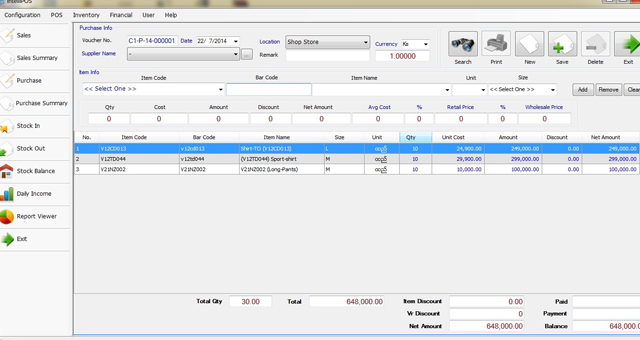 IntelliPOS
Configuration POS Inventory Financial User Help
Sales
Sales Summary
Purchase
Purchase Summary
Stock In
Stock Out
Stock Balance
Daily Income
Report Viewer
Exit
Purchase Info
Voucher No. C1-P-14-000001 Date 22/ 7/2014 Location Shop Store Currency Ks
Supplier Name - ... Remark 1.00000
Search Print New Save Delete Exit
Item Info
Item Code Bar Code Item Name Unit Size
<< Select One >> << Select One >> Add Remove Clear
Qty Cost Amount Discount Net Amount Avg Cost % Retail Price % Wholesale Price
0 0 0 0 0 0 0 0 0 0
No. Item Code Bar Code Item Name Size Unit Qty Unit Cost Amount Discount Net Amount
1 V12CD013 v12cd013 Shirt-TO (V12CD013) L ထည် 10 24,900.00 249,000.00 0.00 249,000.00
2 V12TD044 v12td044 (V12TD044) Sport-shirt M ထည် 10 29,900.00 299,000.00 0.00 299,000.00
3 V21NZ002 V21NZ002 V21NZ002 (Long-Pants) M ထည် 10 10,000.00 100,000.00 0.00 100,000.00
Total Qty 30.00 Total 648,000.00 Item Discount 0.00 Paid
Vr Discount 0 Payment
Net Amount 648,000.00 Balance 648,000.0